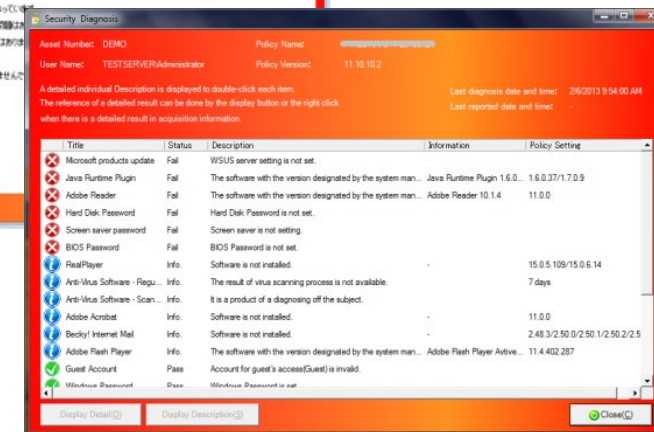 Security Diagnosis
Asset Number: DEMO Policy Name:
User Name: TESTSERVER\Administrator Policy Version: 11.10.10.2
A detailed individual Description is displayed to double-click each item.
The reference of a detailed result can be done by the display button or the right click
when there is a detailed result in acquisition information.
Last diagnosis date and time: 2/6/2013 9:54:00 AM
Last reported date and time: -
Title Status Description Information Policy Setting
Microsoft products update Fail WSUS server setting is not set.
Java Runtime Plugin Fail The software with the version designated by the system man... Java Runtime Plugin 1.6.0... 1.6.0.37/1.7.0.9
Adobe Reader Fail The software with the version designated by the system man... Adobe Reader 10.1.4 11.0.0
Hard Disk Password Fail Hard Disk Password is not set.
Screen saver password Fail Screen saver is not setting.
BIOS Password Fail BIOS Password is not set.
RealPlayer Info. Software is not installed. - 15.0.5.109/15.0.6.14
Anti-Virus Software - Regu... Info. The result of virus scanning process is not available. 7 days
Anti-Virus Software - Scan... Info. It is a product of a diagnosing off the subject.
Adobe Acrobat Info. Software is not installed. - 11.0.0
Becky! Internet Mail Info. Software is not installed. - 2.48.3/2.50.0/2.50.1/2.50.2/2.5
Adobe Flash Player Info. The software with the version designated by the system man... Adobe Flash Player Avtive... 11.4.402.287
Guest Account Pass Account for guest's access(Guest) is invalid.
Windows Password Pass Windows Password is set.
Display Detail(D) Display Description(S) Close(C)